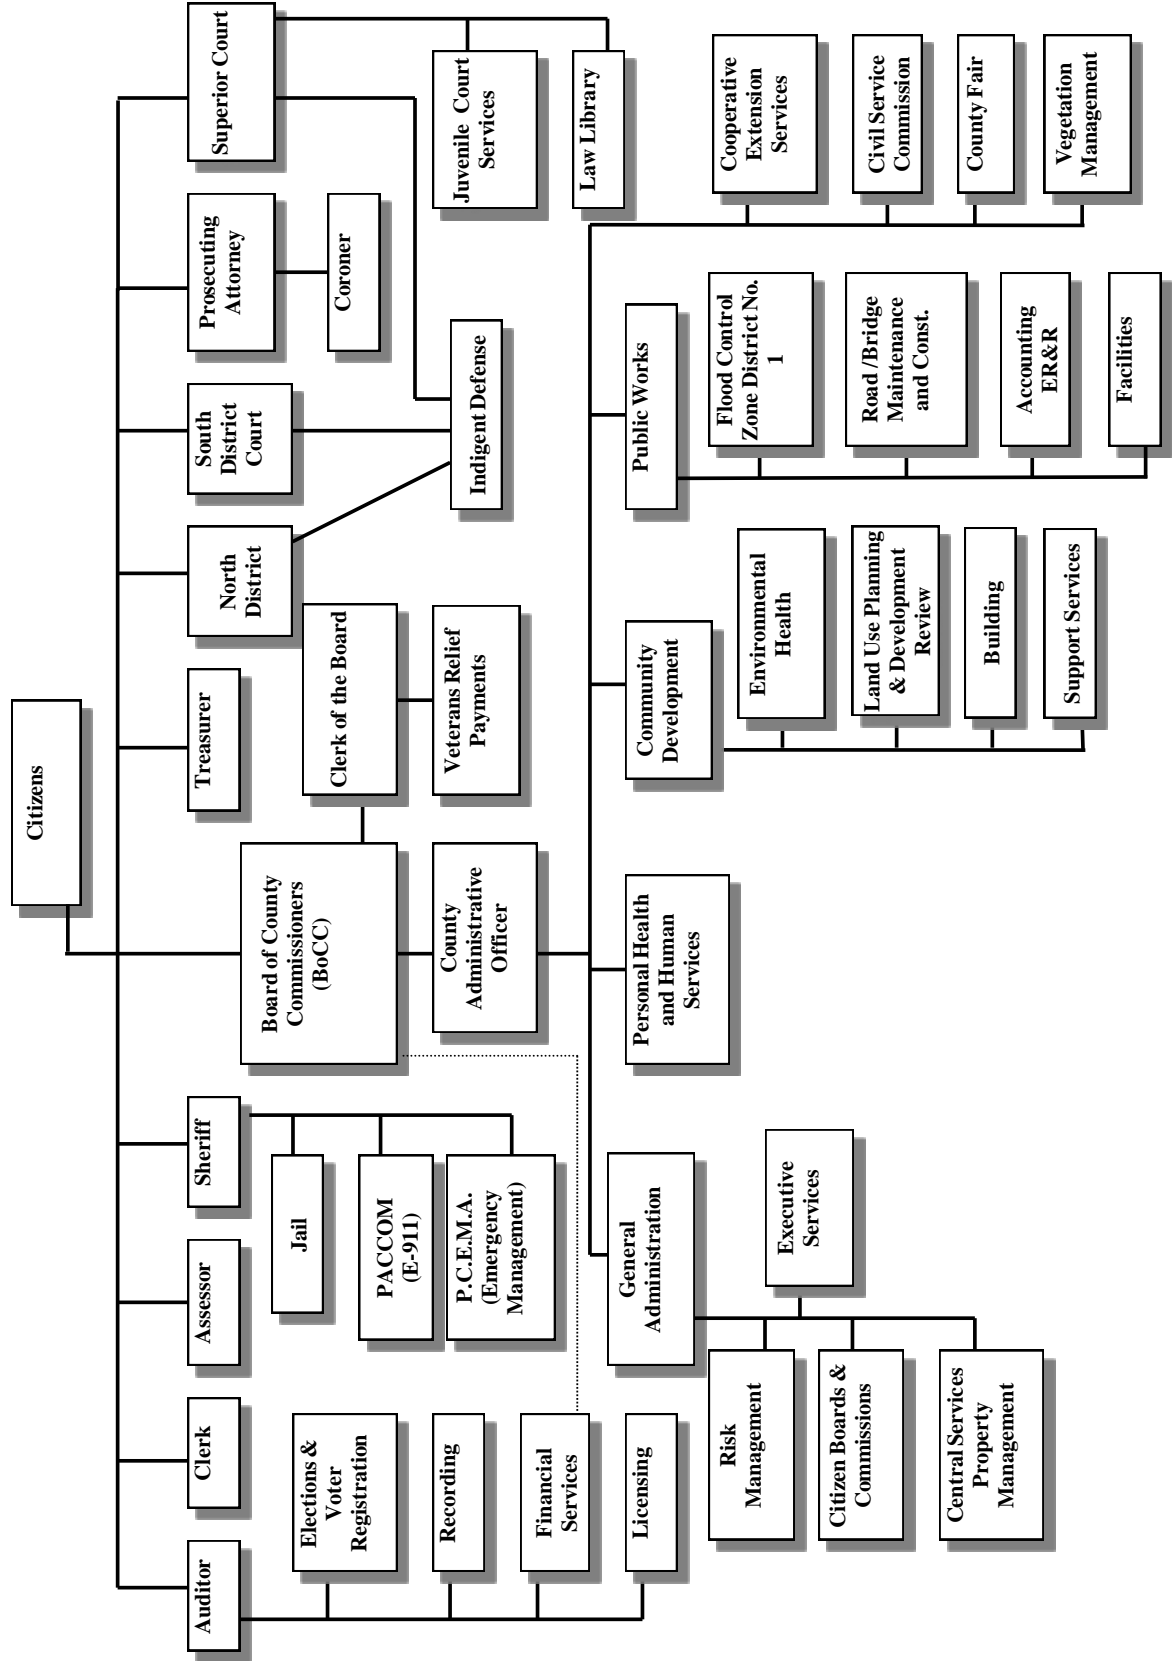 Citizens
Auditor
Clerk
Assessor
Sheriff
Board of County
Commissioners
(BoCC)
Treasurer
North
District
South
District
Court
Prosecuting
Attorney
Superior Court
Elections &
Voter
Registration
Recording
Financial
Services
Licensing
Jail
PACCOM
(E-911)
P.C.E.M.A.
(Emergency
Management)
Clerk of the Board
Veterans Relief
Payments
County
Administrative
Officer
Coroner
Indigent Defense
Juvenile Court
Services
Law Library
General
Administration
Risk
Management
Citizen Boards &
Commissions
Central Services
Property
Management
Executive
Services
Personal Health
and Human
Services
Community
Development
Environmental
Health
Land Use Planning
& Development
Review
Building
Support Services
Public Works
Flood Control
Zone District No.
1
Road /Bridge
Maintenance
and Const.
Accounting
ER&R
Facilities
Cooperative
Extension
Services
Civil Service
Commission
County Fair
Vegetation
Management